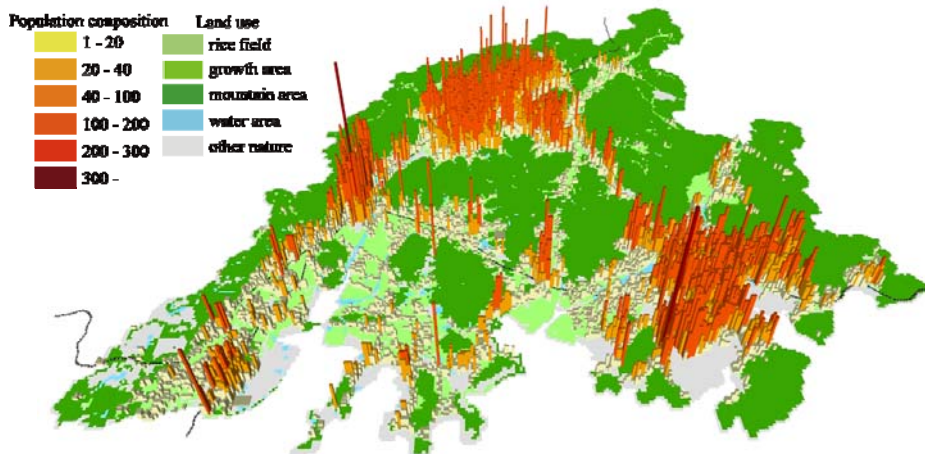 Population composition
1 - 20
20 - 40
40 - 100
100 - 200
200 - 300
300 -
Land use
rice field
growth area
mountain area
water area
other nature